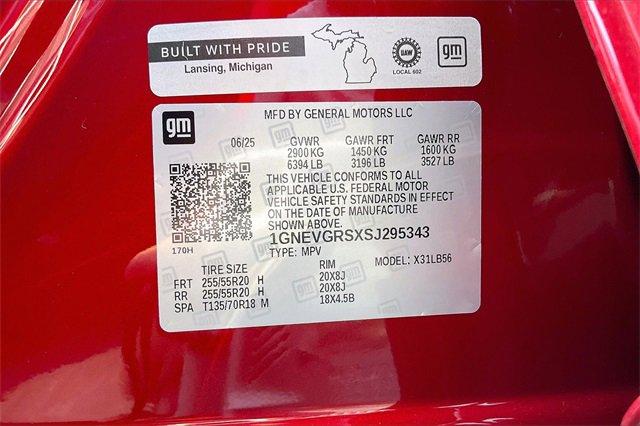 BUILT WITH PRIDE
Lansing, Michigan
UAW
LOCAL 602
gm
gm
MFD BY GENERAL MOTORS LLC
06/25 GVWR GAWR FRT GAWR RR
2900 KG 1450 KG 1600 KG
6394 LB 3196 LB 3527 LB
THIS VEHICLE CONFORMS TO ALL
APPLICABLE U.S. FEDERAL MOTOR
VEHICLE SAFETY STANDARDS IN EFFECT
ON THE DATE OF MANUFACTURE
SHOWN ABOVE.
170H
1GNEVGRSXSJ295343
TYPE: MPV MODEL: X31LB56
TIRE SIZE RIM
FRT 255/55R20 H 20X8J
RR 255/55R20 H 20X8J
SPA T135/70R18 M 18X4.5B